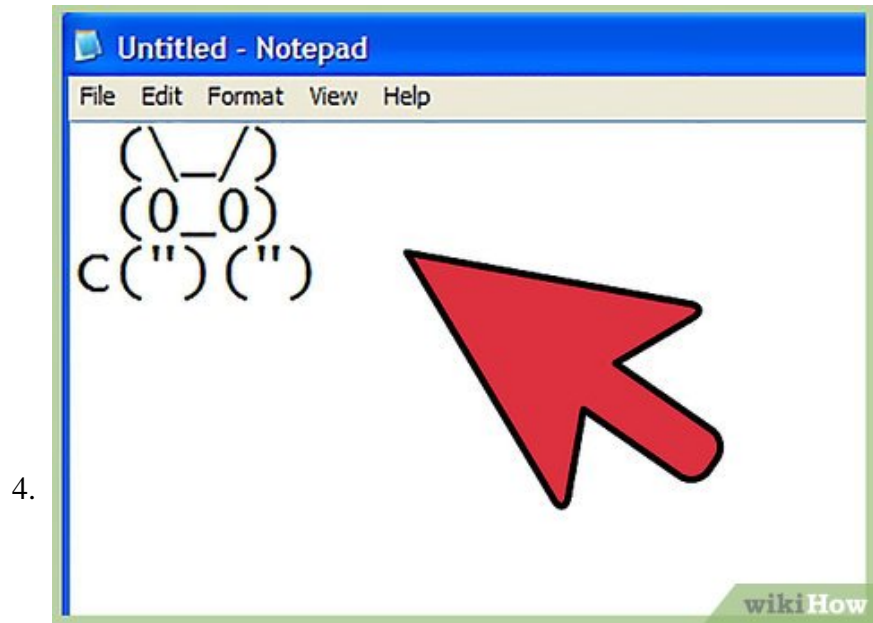 Untitled - Notepad
File Edit Format View Help
(\_/)
(0_0)
C(")(")
4.
wikiHow